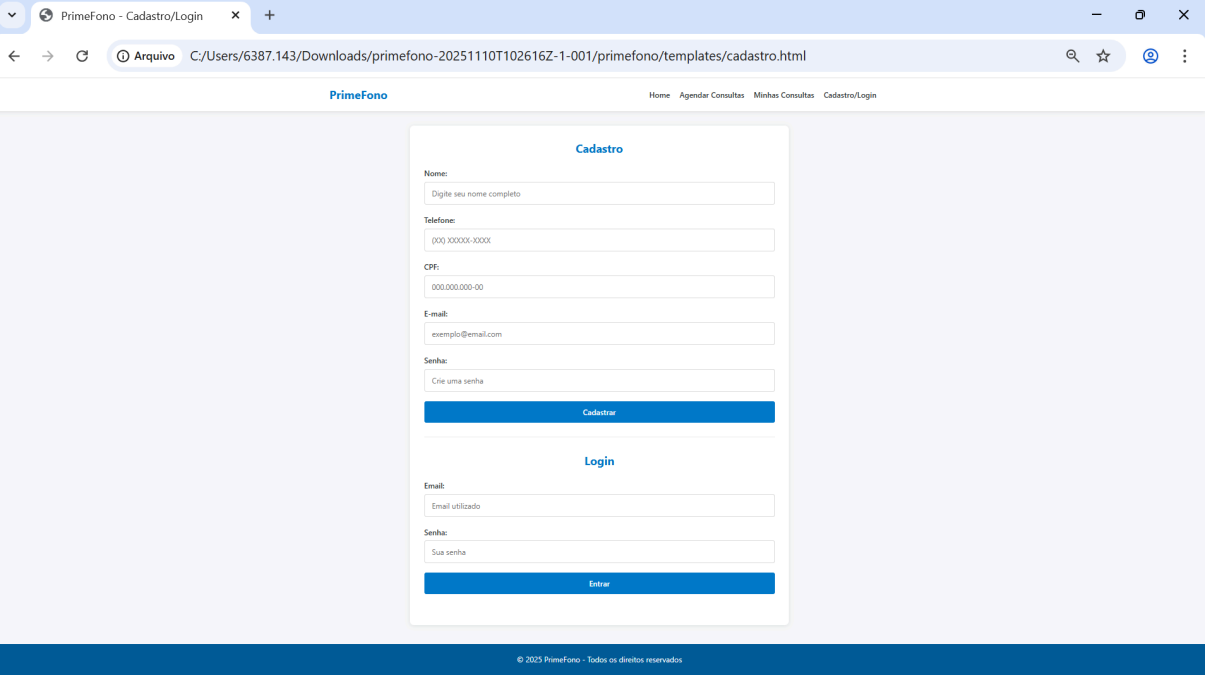 PrimeFono - Cadastro/Login
Arquivo C:/Users/6387.143/Downloads/primefono-20251110T102616Z-1-001/primefono/templates/cadastro.html
PrimeFono Home Agendar Consultas Minhas Consultas Cadastro/Login
Cadastro
Nome:
Digite seu nome completo
Telefone:
(XX) XXXXX-XXXX
CPF:
000.000.000-00
E-mail:
exemplo@email.com
Senha:
Crie uma senha
Cadastrar
Login
Email:
Email utilizado
Senha:
Sua senha
Entrar
© 2025 PrimeFono - Todos os direitos reservados